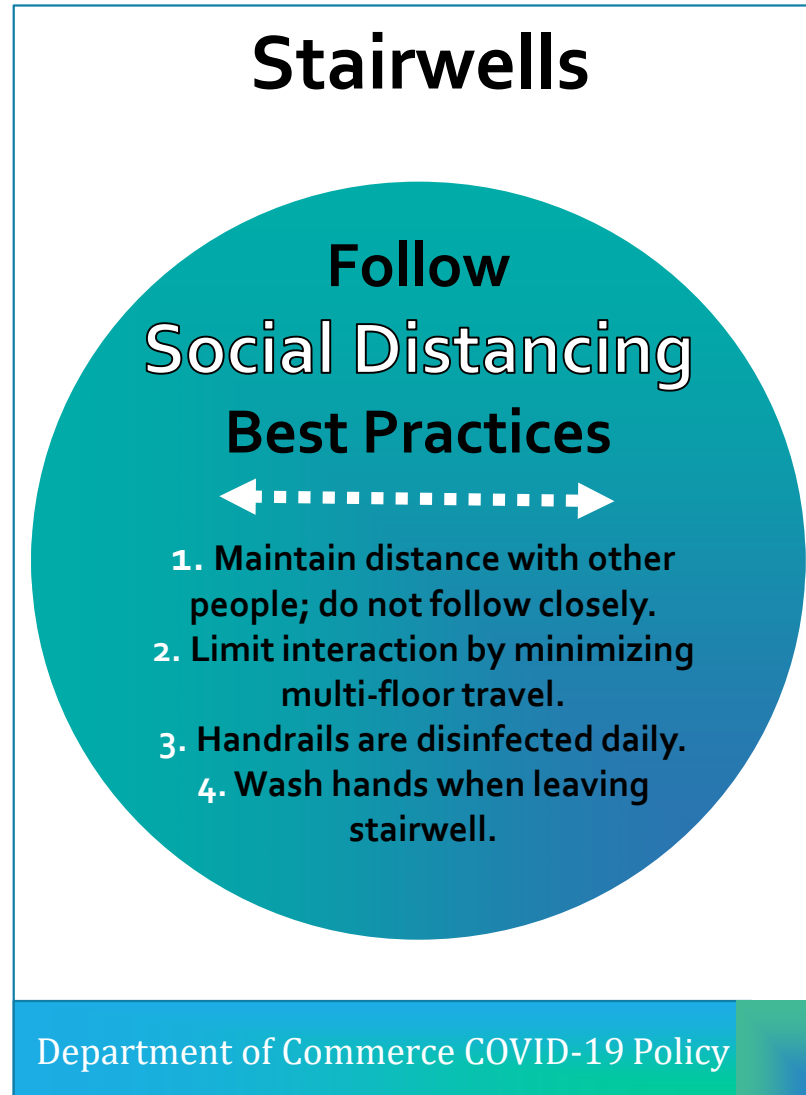 Stairwells
Follow
Social Distancing
Best Practices
1. Maintain distance with other
people; do not follow closely.
2. Limit interaction by minimizing
multi-floor travel.
3. Handrails are disinfected daily.
4. Wash hands when leaving
stairwell.
Department of Commerce COVID-19 Policy